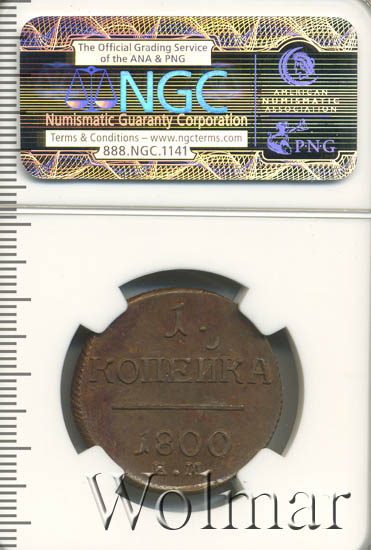 The Official Grading Service
of the ANA & PNG
NGC
Numismatic Guaranty Corporation
Terms & Conditions – www.ngcterms.com
888.NGC.1141
AMERICAN
NUMISMATIC
ASSOCIATION
PNG
1.
КОПЕЙКА
1800
К.М
Wolmar